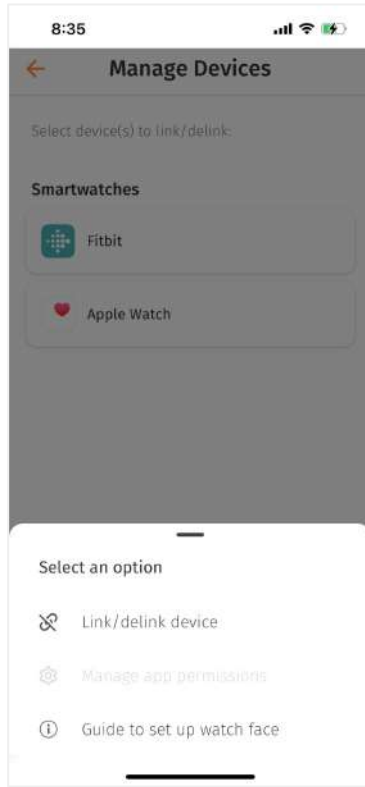 8:35
Manage Devices
Select device(s) to link/delink:
Smartwatches
Fitbit
Apple Watch
Select an option
Link/delink device
Manage app permissions
Guide to set up watch face